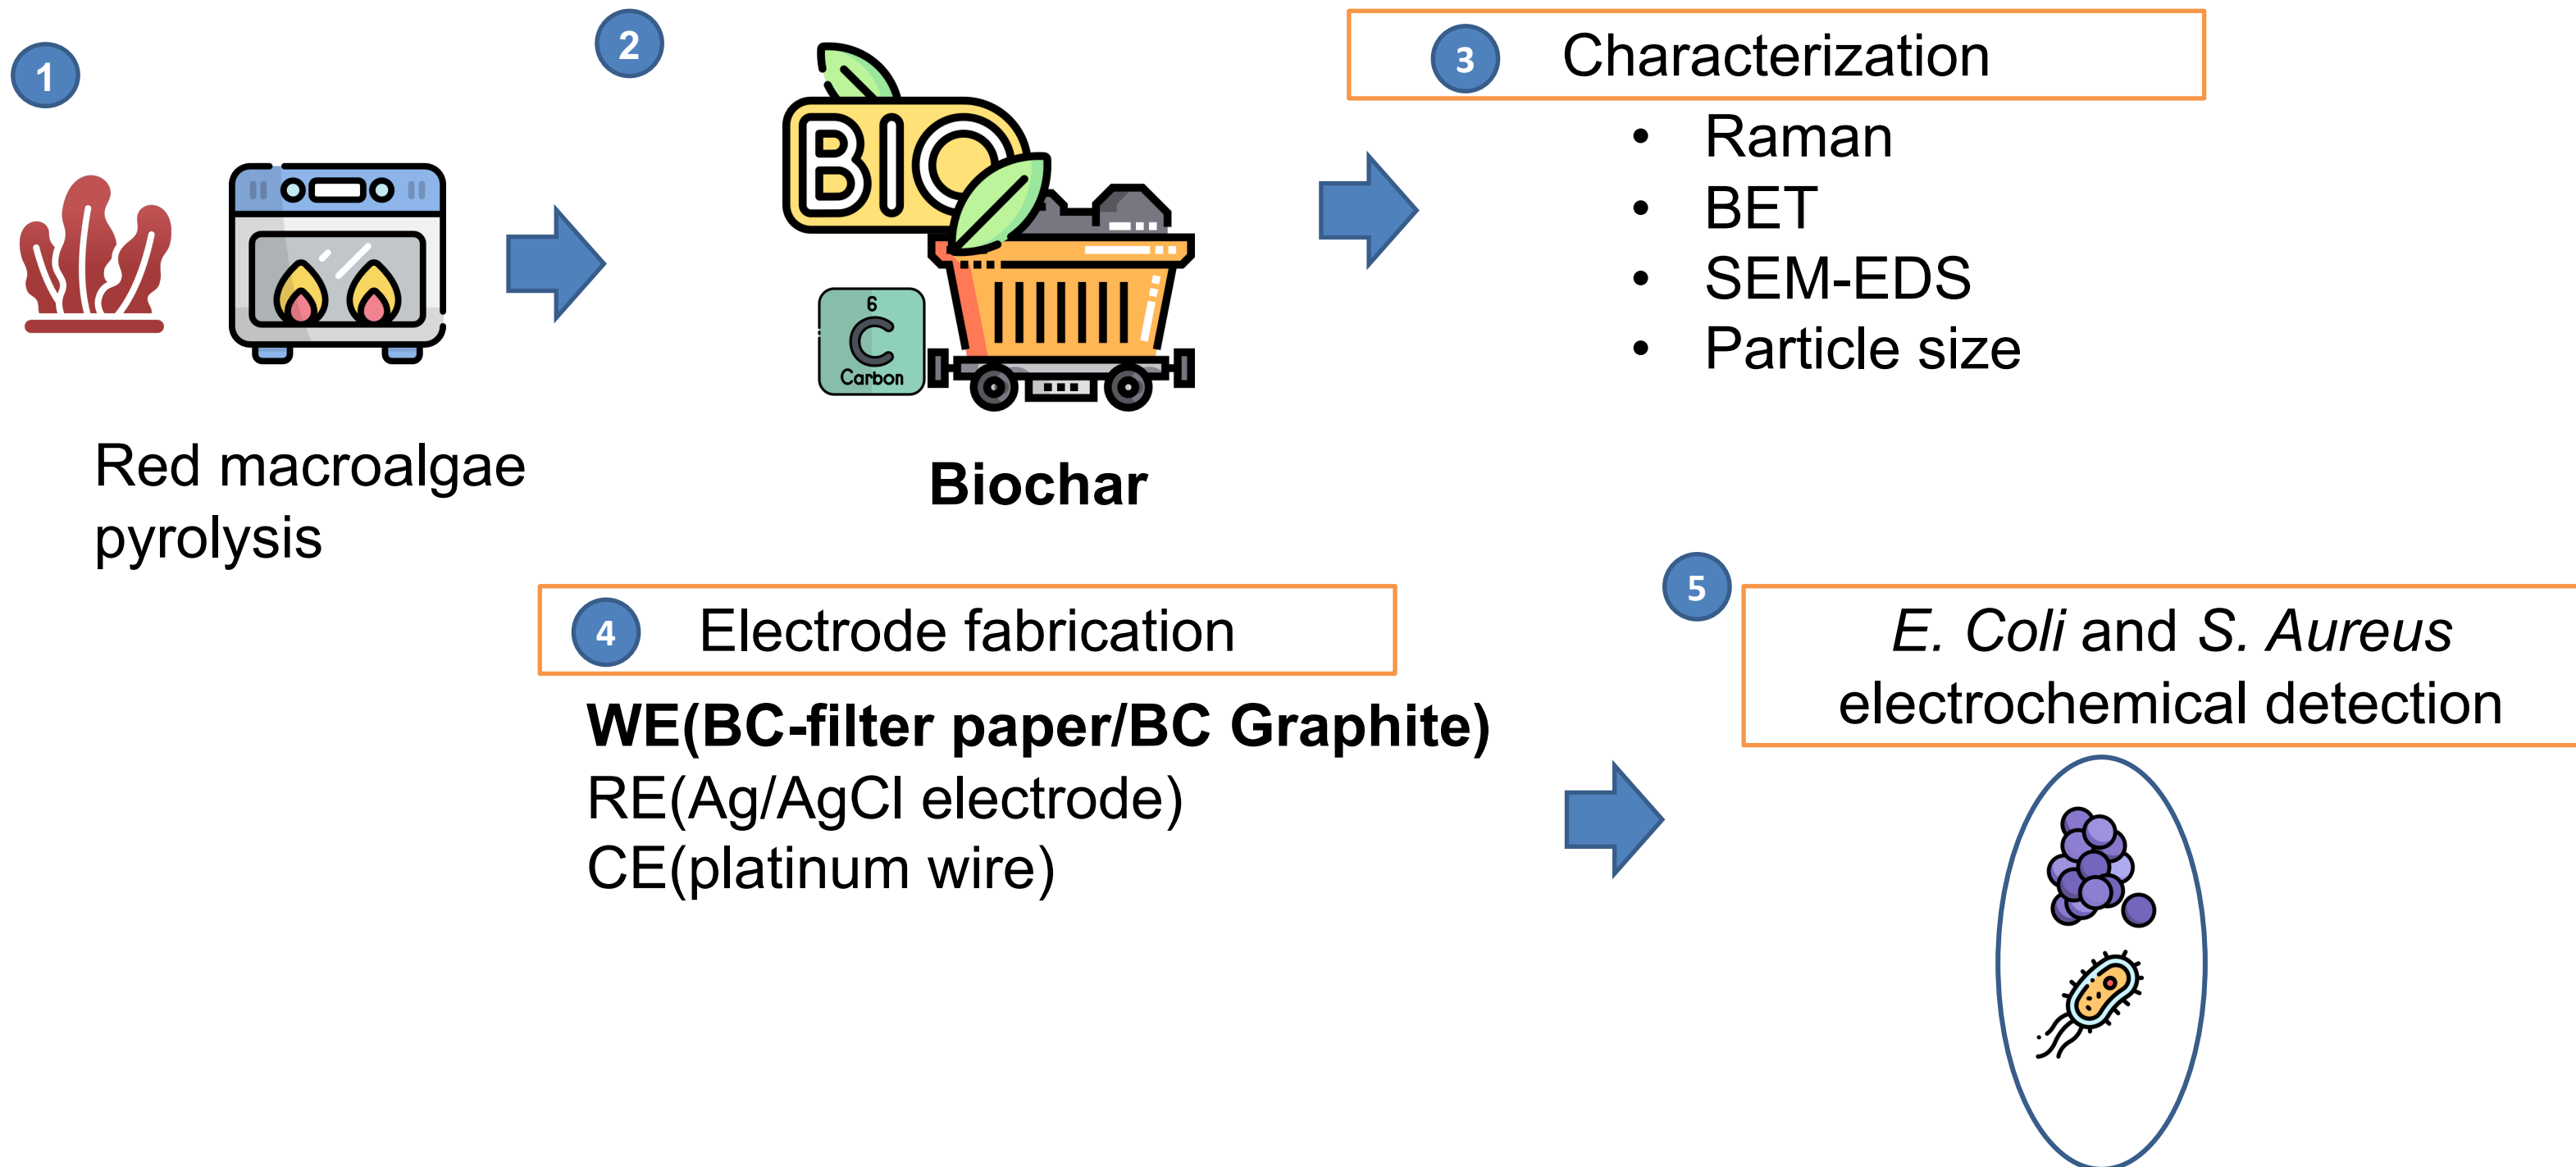 1
2
BIO
6
C
Carbon
Red macroalgae
pyrolysis
Biochar
3 Characterization
• Raman
• BET
• SEM-EDS
• Particle size
4 Electrode fabrication
WE(BC-filter paper/BC Graphite)
RE(Ag/AgCl electrode)
CE(platinum wire)
5
E. Coli and S. Aureus
electrochemical detection